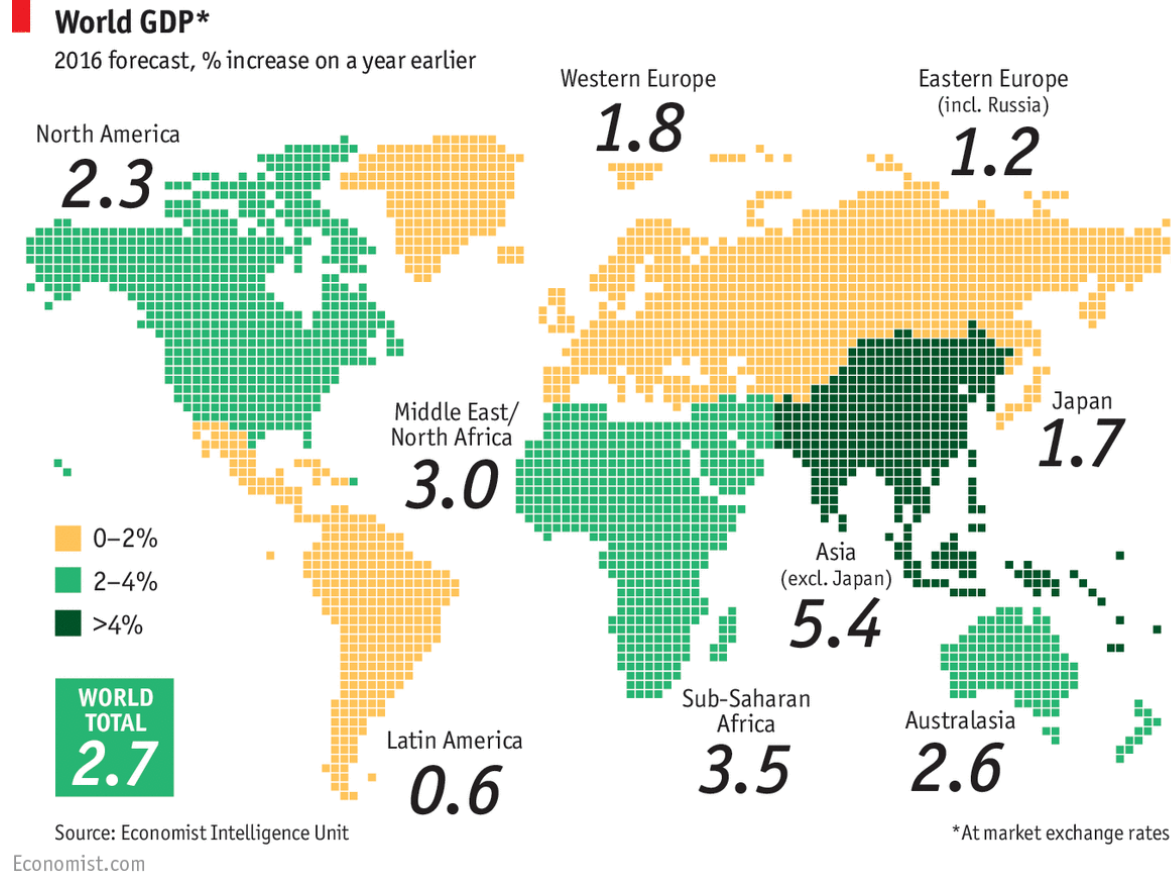 World GDP*
2016 forecast, % increase on a year earlier
North America
2.3
Western Europe
1.8
Eastern Europe
(incl. Russia)
1.2
Middle East/
North Africa
3.0
Japan
1.7
0–2%
2–4%
>4%
Asia
(excl. Japan)
5.4
WORLD
TOTAL
2.7
Latin America
0.6
Sub-Saharan
Africa
3.5
Australasia
2.6
Source: Economist Intelligence Unit
*At market exchange rates
Economist.com